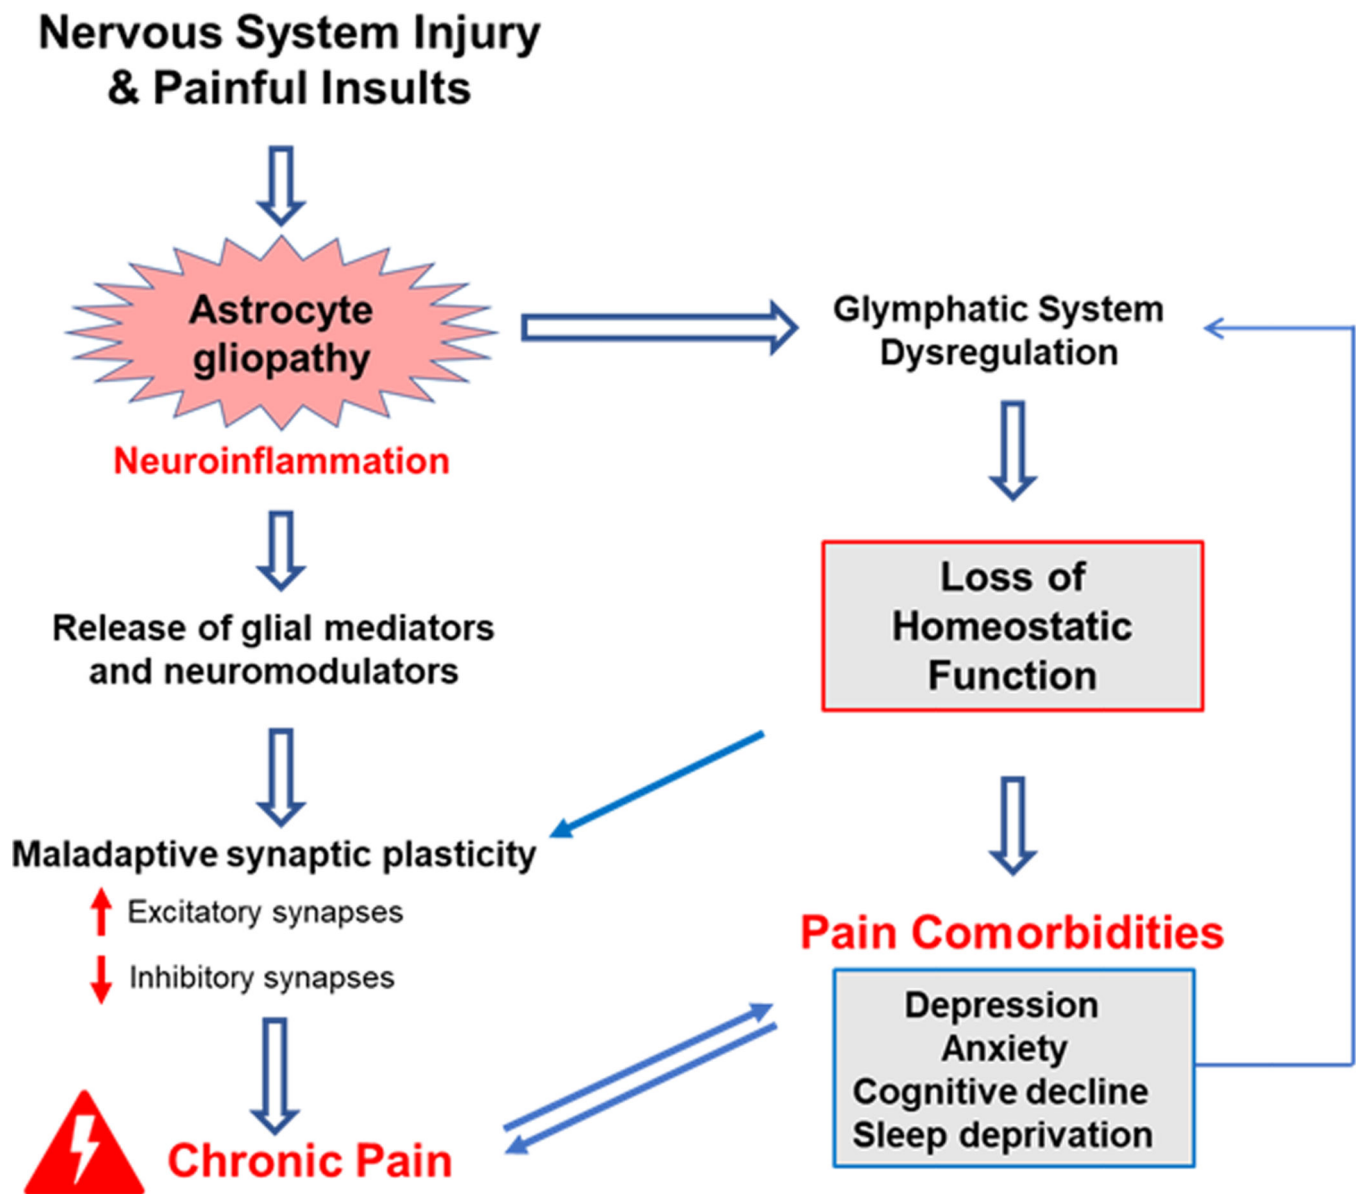 Nervous System Injury
& Painful Insults
Astrocyte
gliopathy
Neuroinflammation
Release of glial mediators
and neuromodulators
Maladaptive synaptic plasticity
Excitatory synapses
Inhibitory synapses
Chronic Pain
Glymphatic System
Dysregulation
Loss of
Homeostatic
Function
Pain Comorbidities
Depression
Anxiety
Cognitive decline
Sleep deprivation